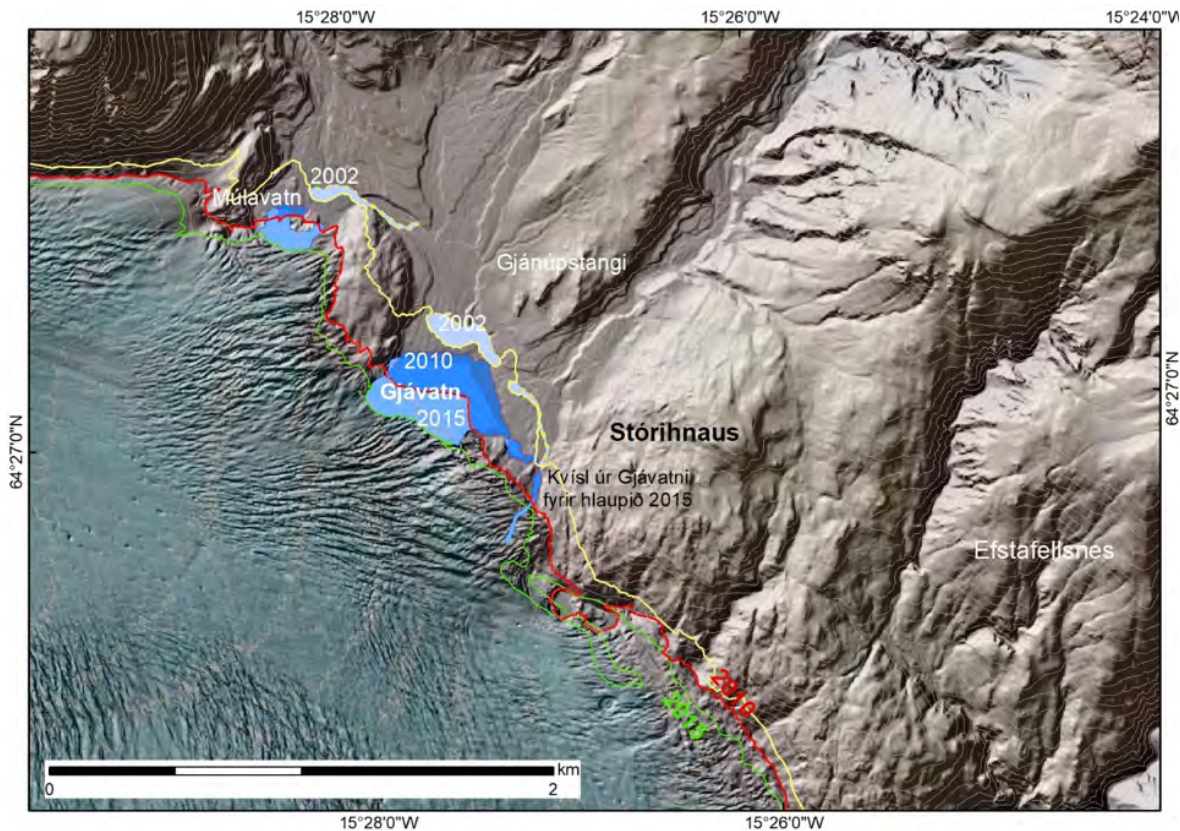 15°28'0"W
15°26'0"W
15°24'0"W
2002
Múlavatn
Gjánúpstangi
2002
2010
Gjávatn
2015
64°27'0"N
Stórihnaus
64°27'0"N
Kvísl úr Gjávatni
fyrir hlaupið 2015
Efstafellsnes
2010
2015
km
0
2
15°28'0"W
15°26'0"W